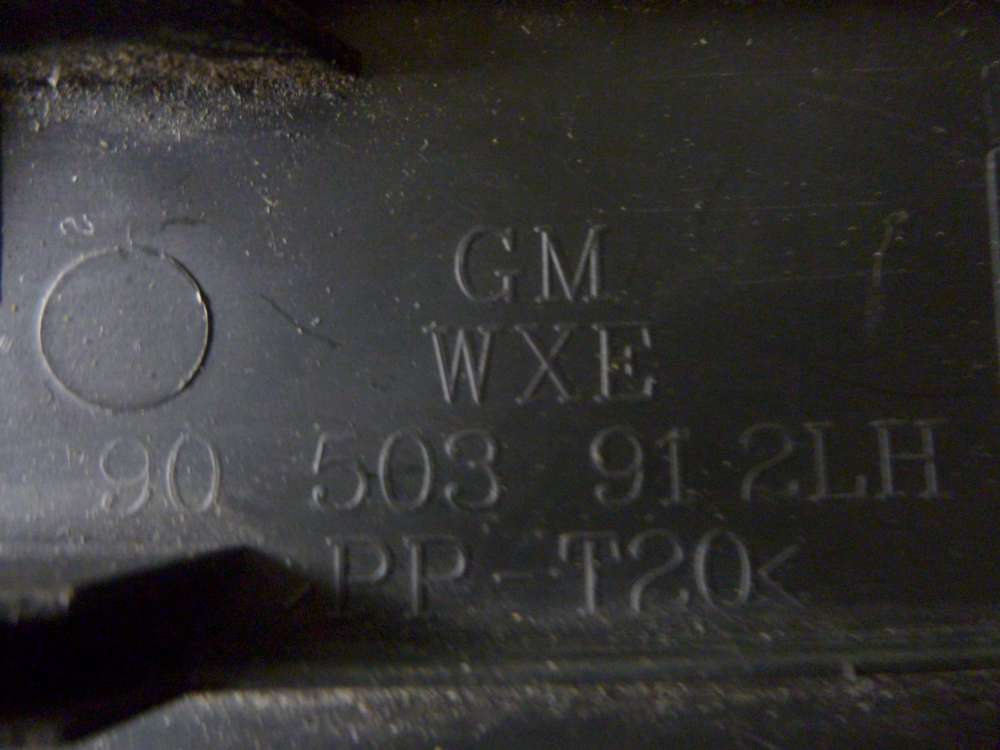 GM
WXE
90 503 912LH
>PP-T20<